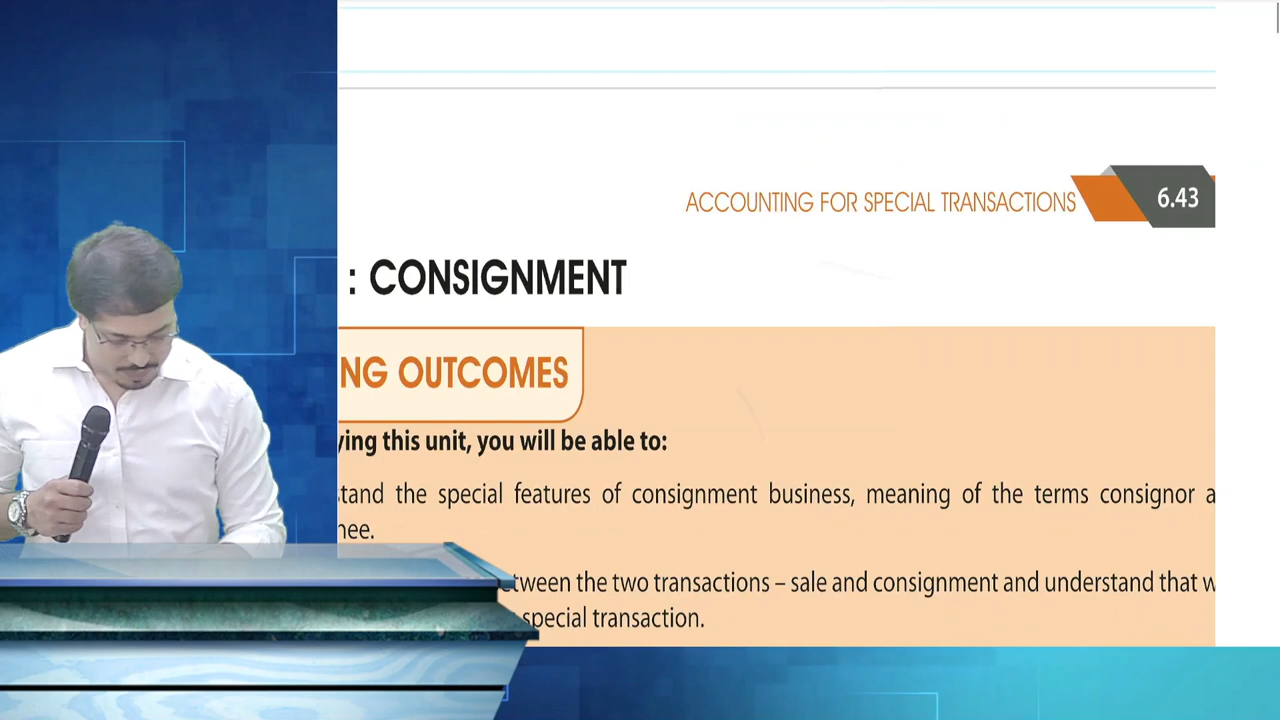 ACCOUNTING FOR SPECIAL TRANSACTIONS 6.43
: CONSIGNMENT
NG OUTCOMES
ying this unit, you will be able to:
stand the special features of consignment business, meaning of the terms consignor a
nee.
tween the two transactions – sale and consignment and understand that w
special transaction.